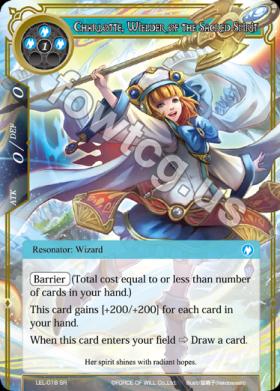 Charlotte, Wielder of the Sacred Spirit
1
ATK 0 / DEF 0
towtcg.us
Resonator: Wizard
Barrier (Total cost equal to or less than number
of cards in your hand.)
This card gains [+200/+200] for each card in
your hand.
When this card enters your field ⇨ Draw a card.
Her spirit shines with radiant hopes.
LEL-018 SR
©FORCE OF WILL Co.,Ltd.